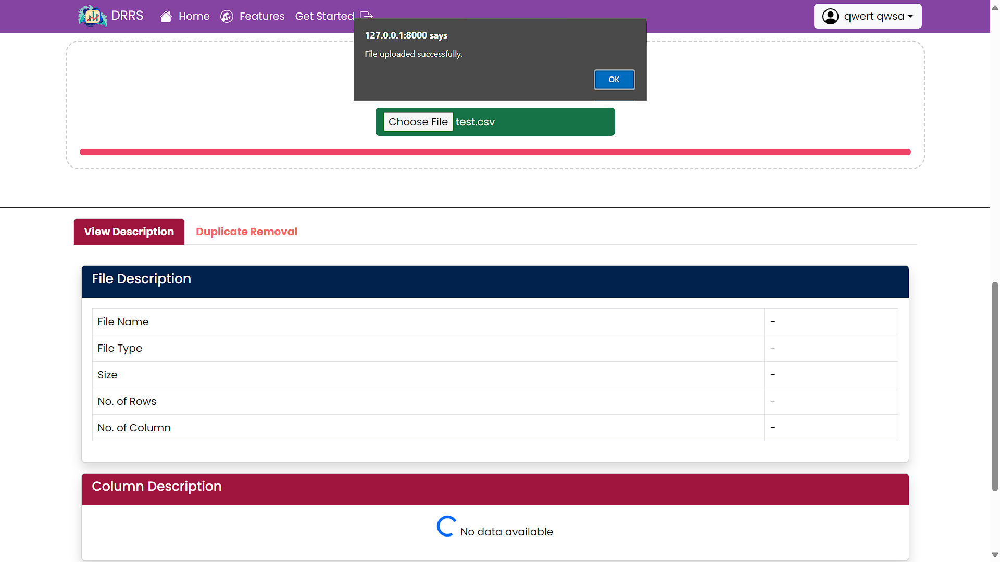 DRRS
Home
Features
Get Started
qwert qwsa
127.0.0.1:8000 says
File uploaded successfully.
OK
Choose File test.csv
View Description
Duplicate Removal
File Description
File Name -
File Type -
Size -
No. of Rows -
No. of Column -
Column Description
No data available